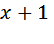 x + 1